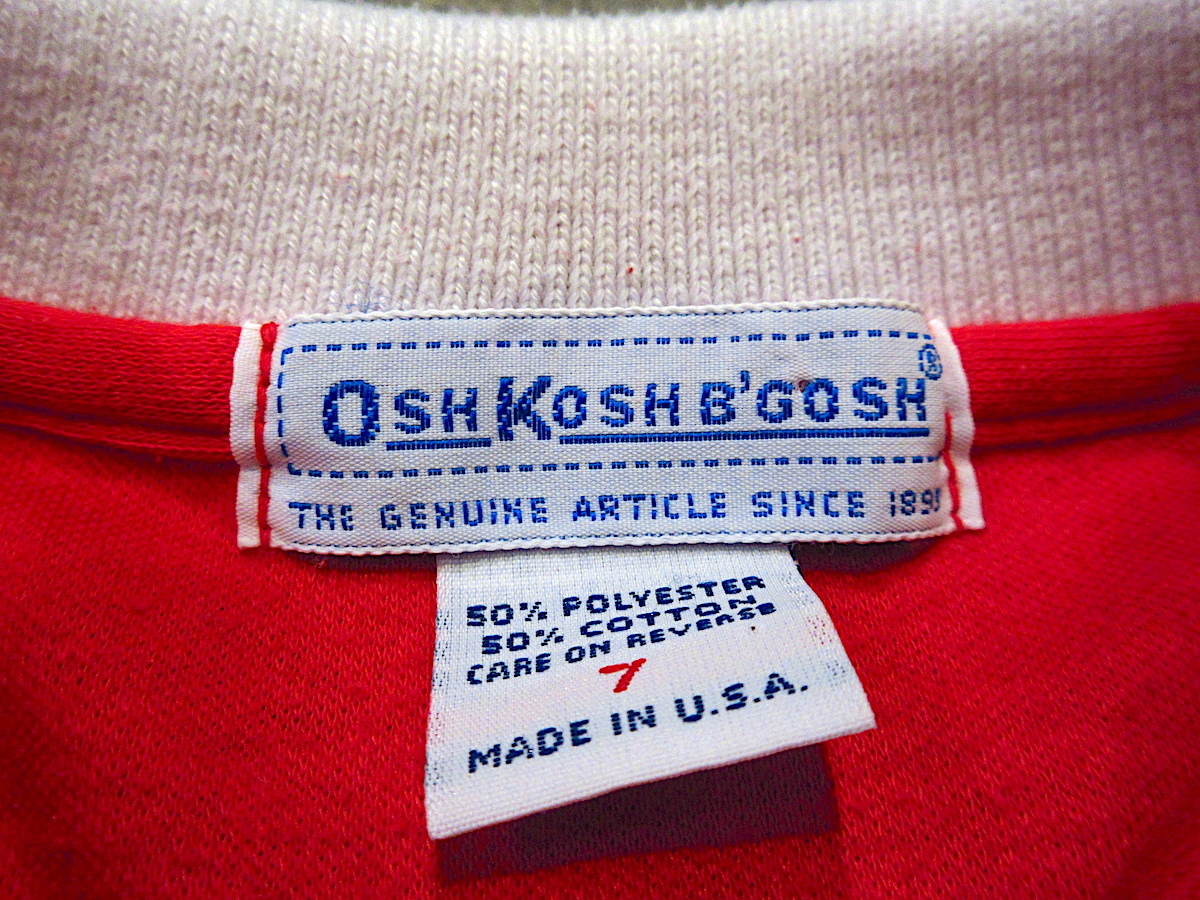 OSHKOSH B'GOSH®
THE GENUINE ARTICLE SINCE 1895
50% POLYESTER
50% COTTON
CARE ON REVERSE
7
MADE IN U.S.A.